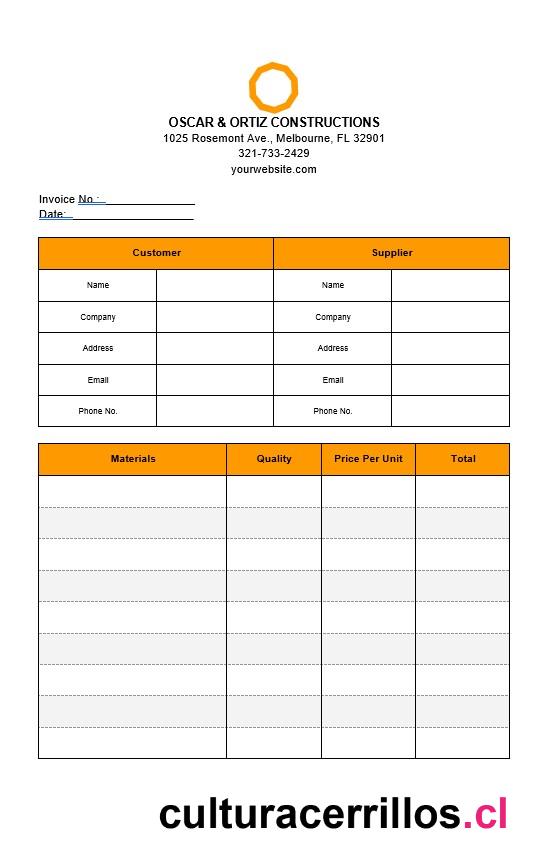 OSCAR & ORTIZ CONSTRUCTIONS
1025 Rosemont Ave., Melbourne, FL 32901
321-733-2429
yourwebsite.com
Invoice No.: _______________
Date: ____________________
Customer Supplier
Name Name
Company Company
Address Address
Email Email
Phone No. Phone No.
Materials Quality Price Per Unit Total
culturacerrillos.cl